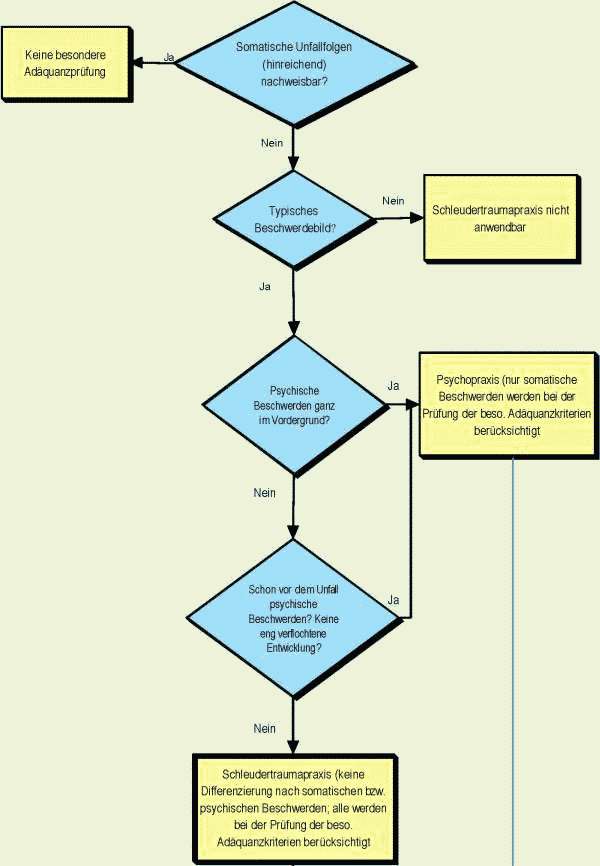 Somatische Unfallfolgen
(hinreichend)
nachweisbar?
Ja
Keine besondere
Adäquanzprüfung
Nein
Typisches
Beschwerdebild?
Nein
Schleudertraumapraxis nicht
anwendbar
Ja
Psychische
Beschwerden ganz
im Vordergrund?
Ja
Psychopraxis (nur somatische
Beschwerden werden bei der
Prüfung der beso. Adäquanzkriterien
berücksichtigt
Nein
Schon vor dem Unfall
psychische
Beschwerden? Keine
eng verflochtene
Entwicklung?
Ja
Nein
Schleudertraumapraxis (keine
Differenzierung nach somatischen bzw.
psychischen Beschwerden; alle werden
bei der Prüfung der beso.
Adäquanzkriterien berücksichtigt